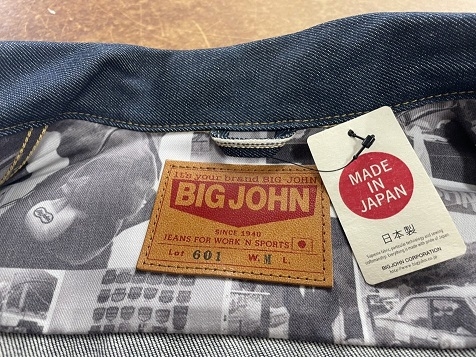 It's your brand BIG-JOHN
BIG JOHN
SINCE 1940
JEANS FOR WORK 'N SPORTS
Lot 601 W. M L.
MADE
IN
JAPAN
日本製
BIG JOHN CORPORATION